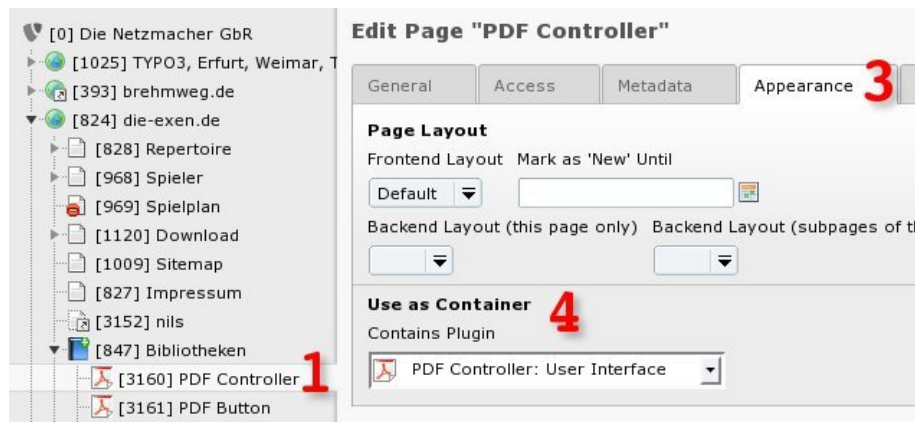 [0] Die Netzmacher GbR
[1025] TYPO3, Erfurt, Weimar, T
[393] brehmweg.de
[824] die-exen.de
[828] Repertoire
[968] Spieler
[969] Spielplan
[1120] Download
[1009] Sitemap
[827] Impressum
[3152] nils
[847] Bibliotheken
[3160] PDF Controller 1
[3161] PDF Button
Edit Page "PDF Controller"
General Access Metadata Appearance 3
Page Layout
Frontend Layout Mark as 'New' Until
Default
Backend Layout (this page only) Backend Layout (subpages of th
Use as Container 4
Contains Plugin
PDF Controller: User Interface